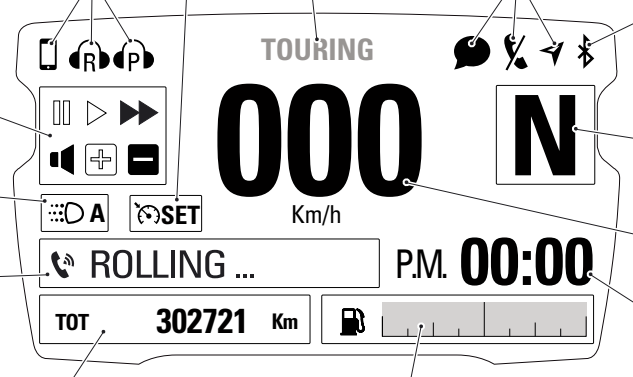 TOURING
R P
000
N
Km/h
A
SET
ROLLING ...
P.M. 00:00
TOT 302721 Km